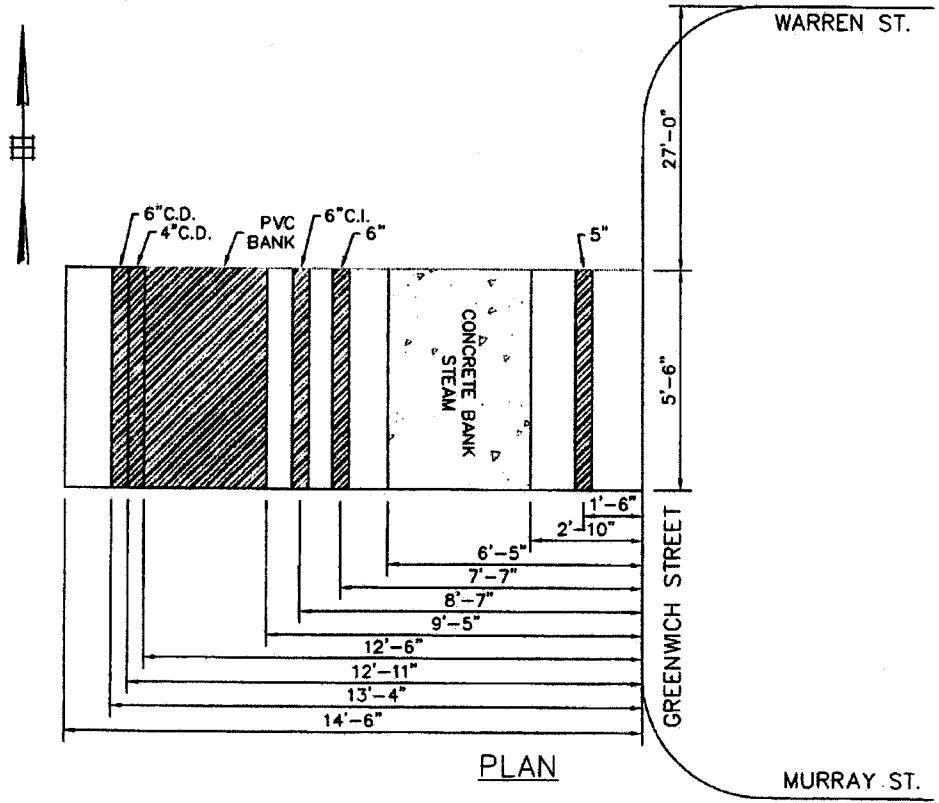 WARREN ST.
27'-0"
6"C.D.
4"C.D.
PVC
BANK
6"C.I.
6"
5"
CONCRETE BANK
STEAM
5'-6"
1'-6"
2'-10"
6'-5"
7'-7"
8'-7"
9'-5"
12'-6"
12'-11"
13'-4"
14'-6"
GREENWICH STREET
PLAN
MURRAY ST.